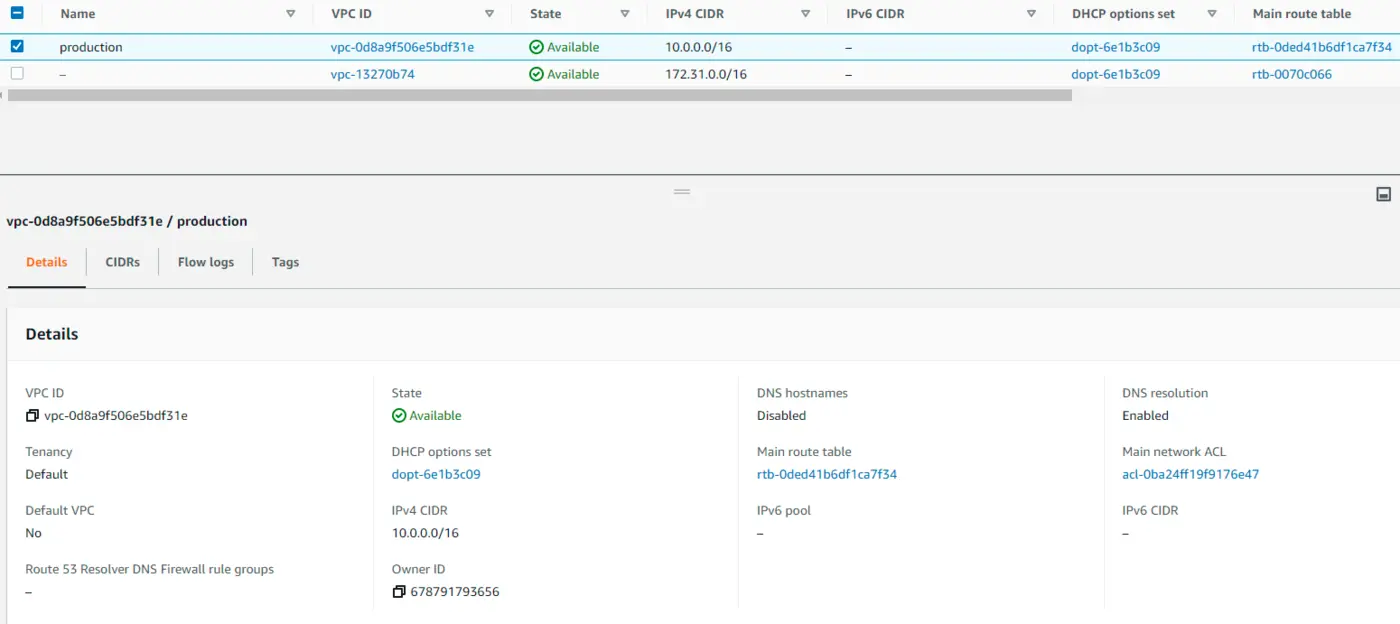 Name VPC ID State IPv4 CIDR IPv6 CIDR DHCP options set Main route table
production vpc-0d8a9f506e5bdf31e Available 10.0.0.0/16 – dopt-6e1b3c09 rtb-0ded41b6df1ca7f34
– vpc-13270b74 Available 172.31.0.0/16 – dopt-6e1b3c09 rtb-0070c066
vpc-0d8a9f506e5bdf31e / production
Details CIDRs Flow logs Tags
Details
VPC ID State DNS hostnames DNS resolution
vpc-0d8a9f506e5bdf31e Available Disabled Enabled
Tenancy DHCP options set Main route table Main network ACL
Default dopt-6e1b3c09 rtb-0ded41b6df1ca7f34 acl-0ba24ff19f9176e47
Default VPC IPv4 CIDR IPv6 pool IPv6 CIDR
No 10.0.0.0/16 – –
Route 53 Resolver DNS Firewall rule groups Owner ID
– 678791793656